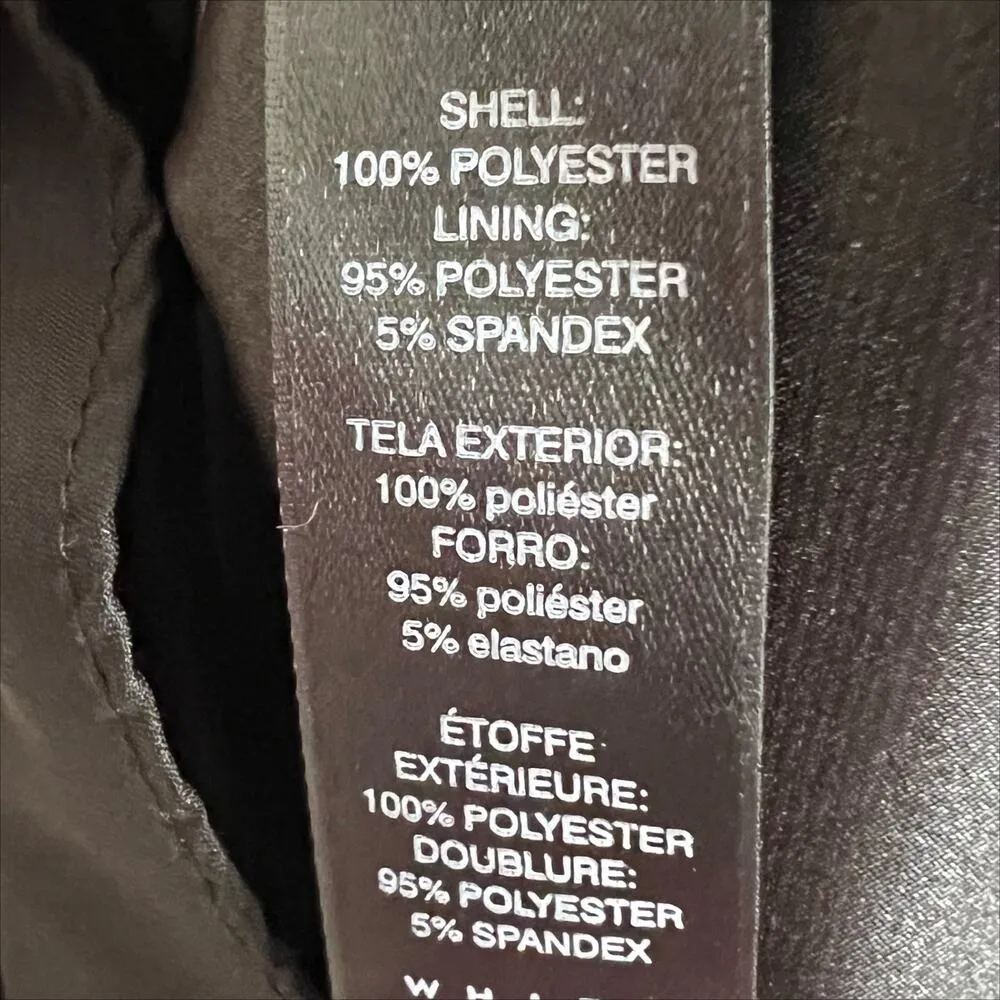 SHELL:
100% POLYESTER
LINING:
95% POLYESTER
5% SPANDEX
TELA EXTERIOR:
100% poliéster
FORRO:
95% poliéster
5% elastano
ÉTOFFE
EXTÉRIEURE:
100% POLYESTER
DOUBLURE:
95% POLYESTER
5% SPANDEX